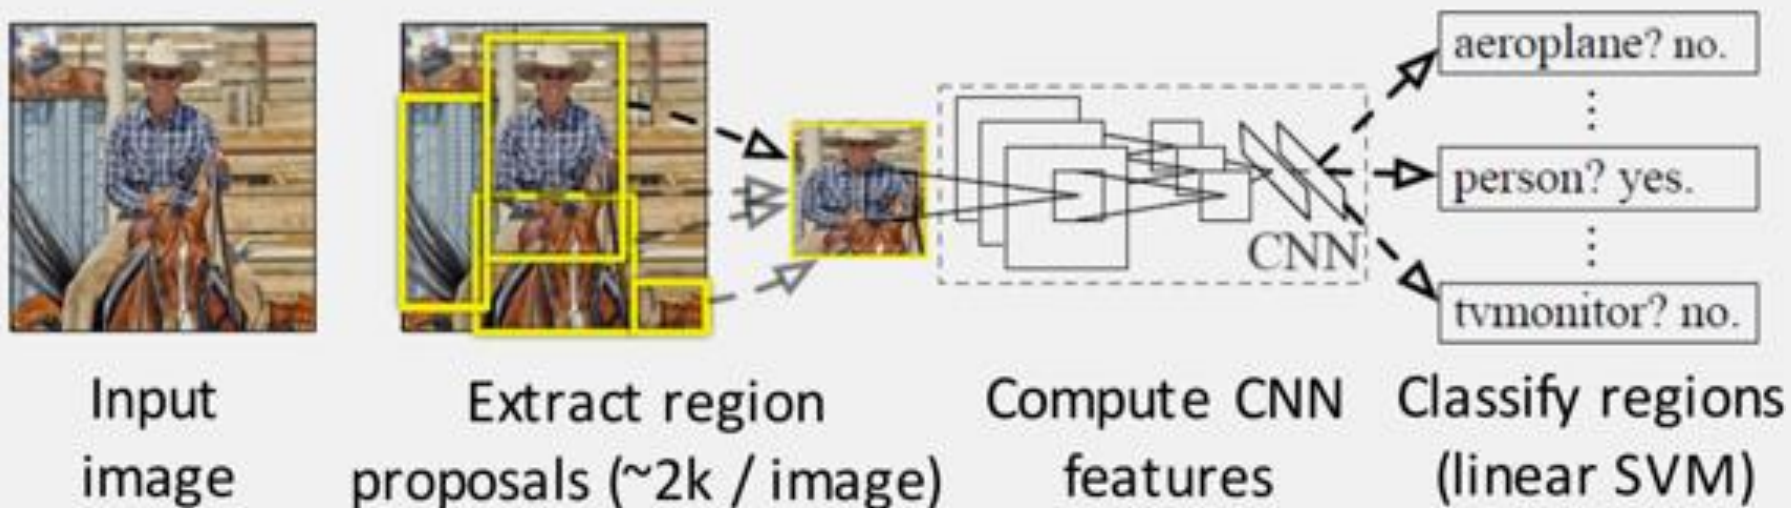 aeroplane? no.
person? yes.
CNN
tvmonitor? no.
Input
image
Extract region
proposals (~2k / image)
Compute CNN
features
Classify regions
(linear SVM)